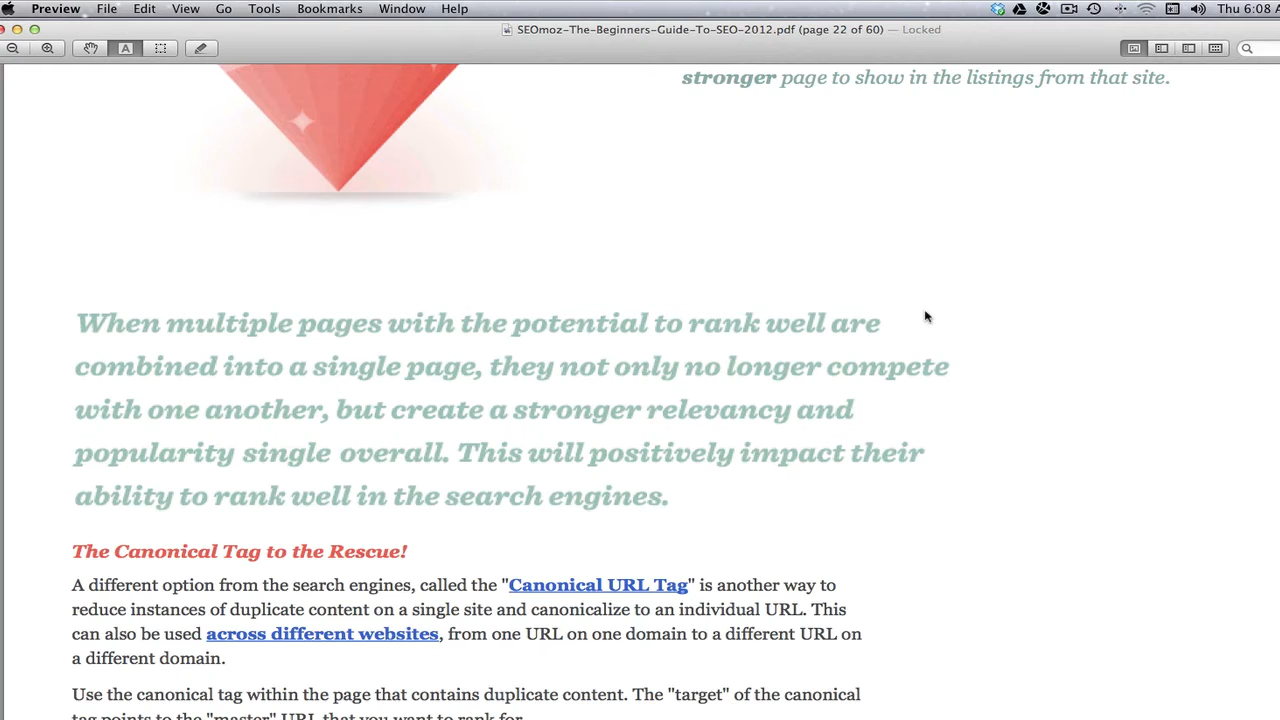 Preview File Edit View Go Tools Bookmarks Window Help Thu 6:08 A
SEOmoz-The-Beginners-Guide-To-SEO-2012.pdf (page 22 of 60) — Locked
stronger page to show in the listings from that site.
When multiple pages with the potential to rank well are
combined into a single page, they not only no longer compete
with one another, but create a stronger relevancy and
popularity single overall. This will positively impact their
ability to rank well in the search engines.
The Canonical Tag to the Rescue!
A different option from the search engines, called the "Canonical URL Tag" is another way to
reduce instances of duplicate content on a single site and canonicalize to an individual URL. This
can also be used across different websites, from one URL on one domain to a different URL on
a different domain.
Use the canonical tag within the page that contains duplicate content. The "target" of the canonical
tag points to the "master" URL that you want to rank for.